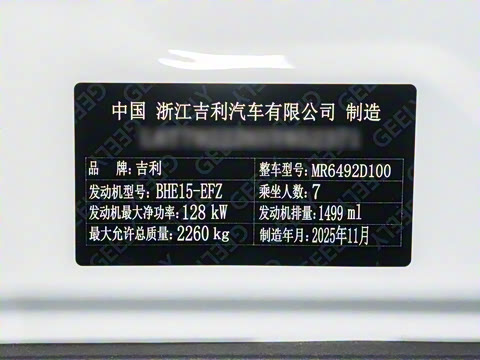 中国 浙江吉利汽车有限公司 制造
品 牌:吉利 整车型号:MR6492D100
发动机型号:BHE15-EFZ 乘坐人数:7
发动机最大净功率:128 kW 发动机排量:1499 ml
最大允许总质量:2260 kg 制造年月:2025年11月